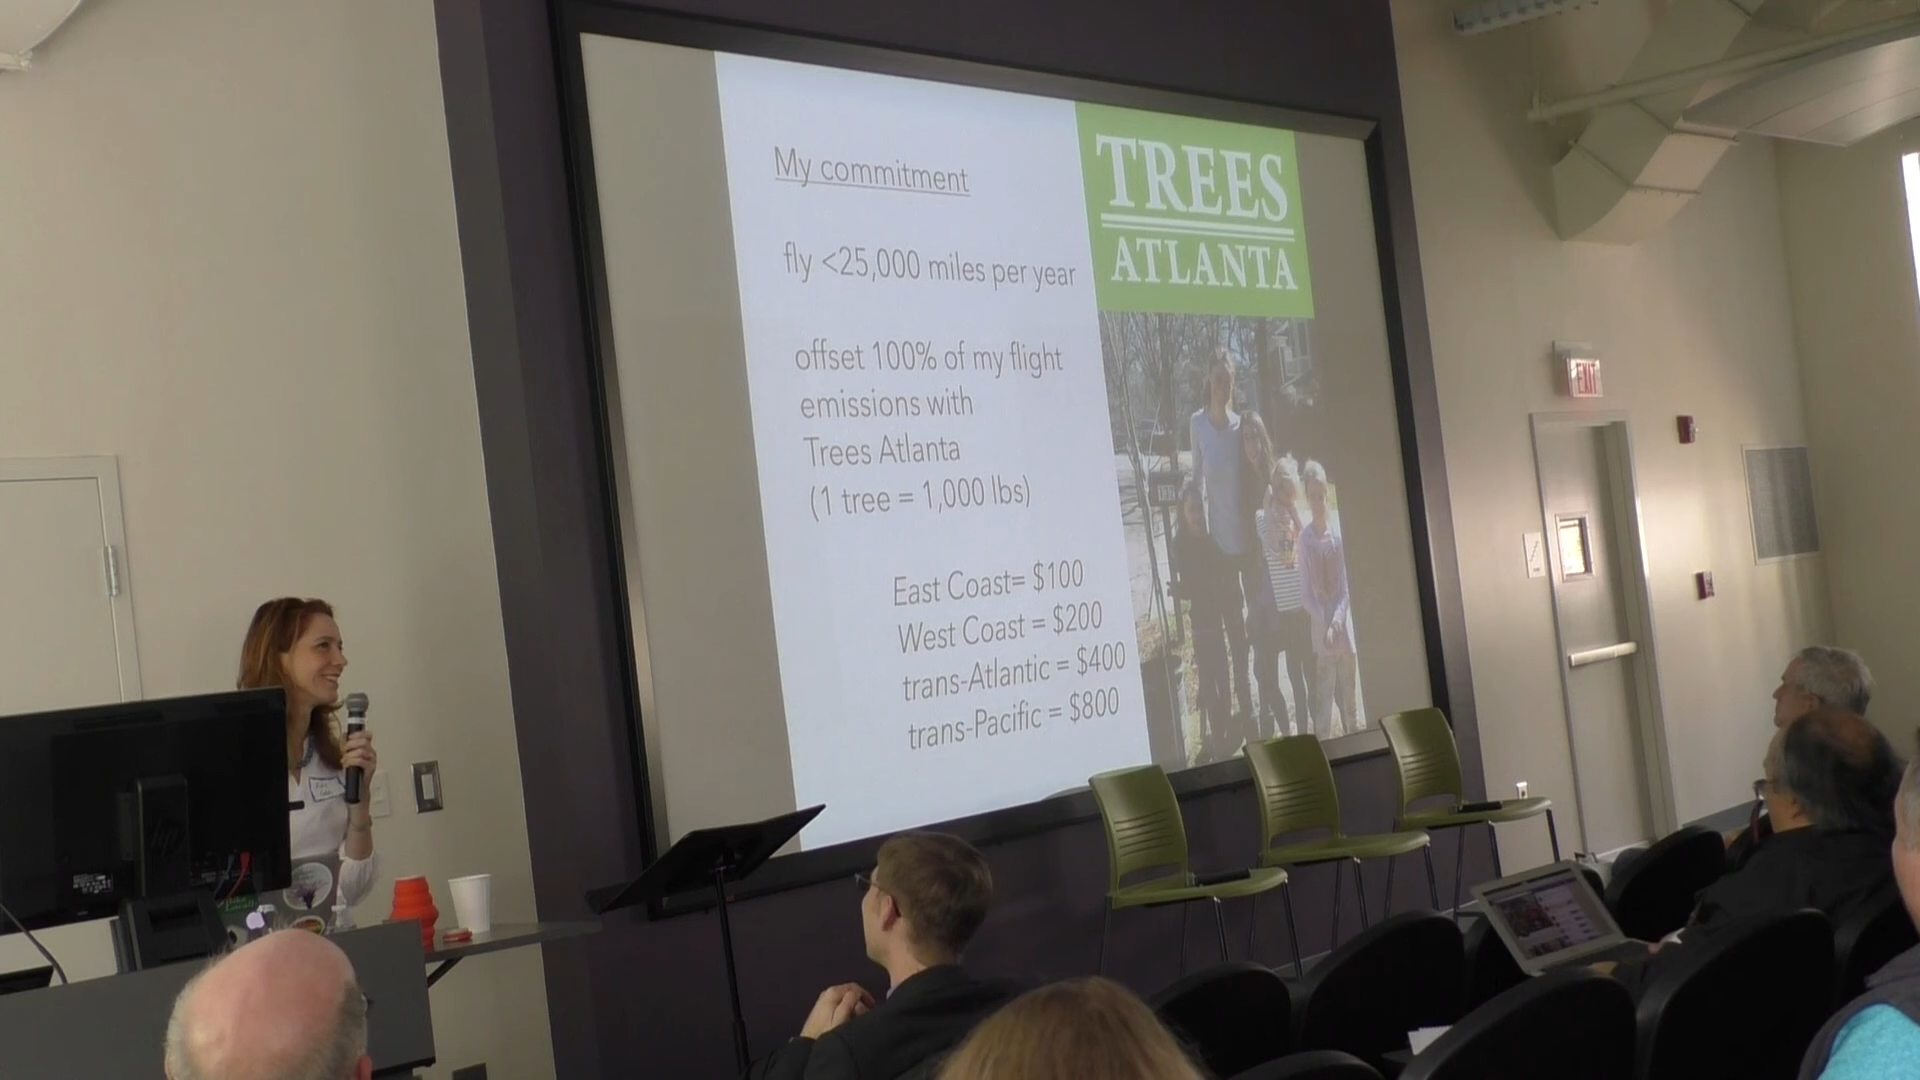 My commitment
fly <25,000 miles per year
offset 100% of my flight
emissions with
Trees Atlanta
(1 tree = 1,000 lbs)
East Coast= $100
West Coast = $200
trans-Atlantic = $400
trans-Pacific = $800
TREES
ATLANTA
EXIT
hp